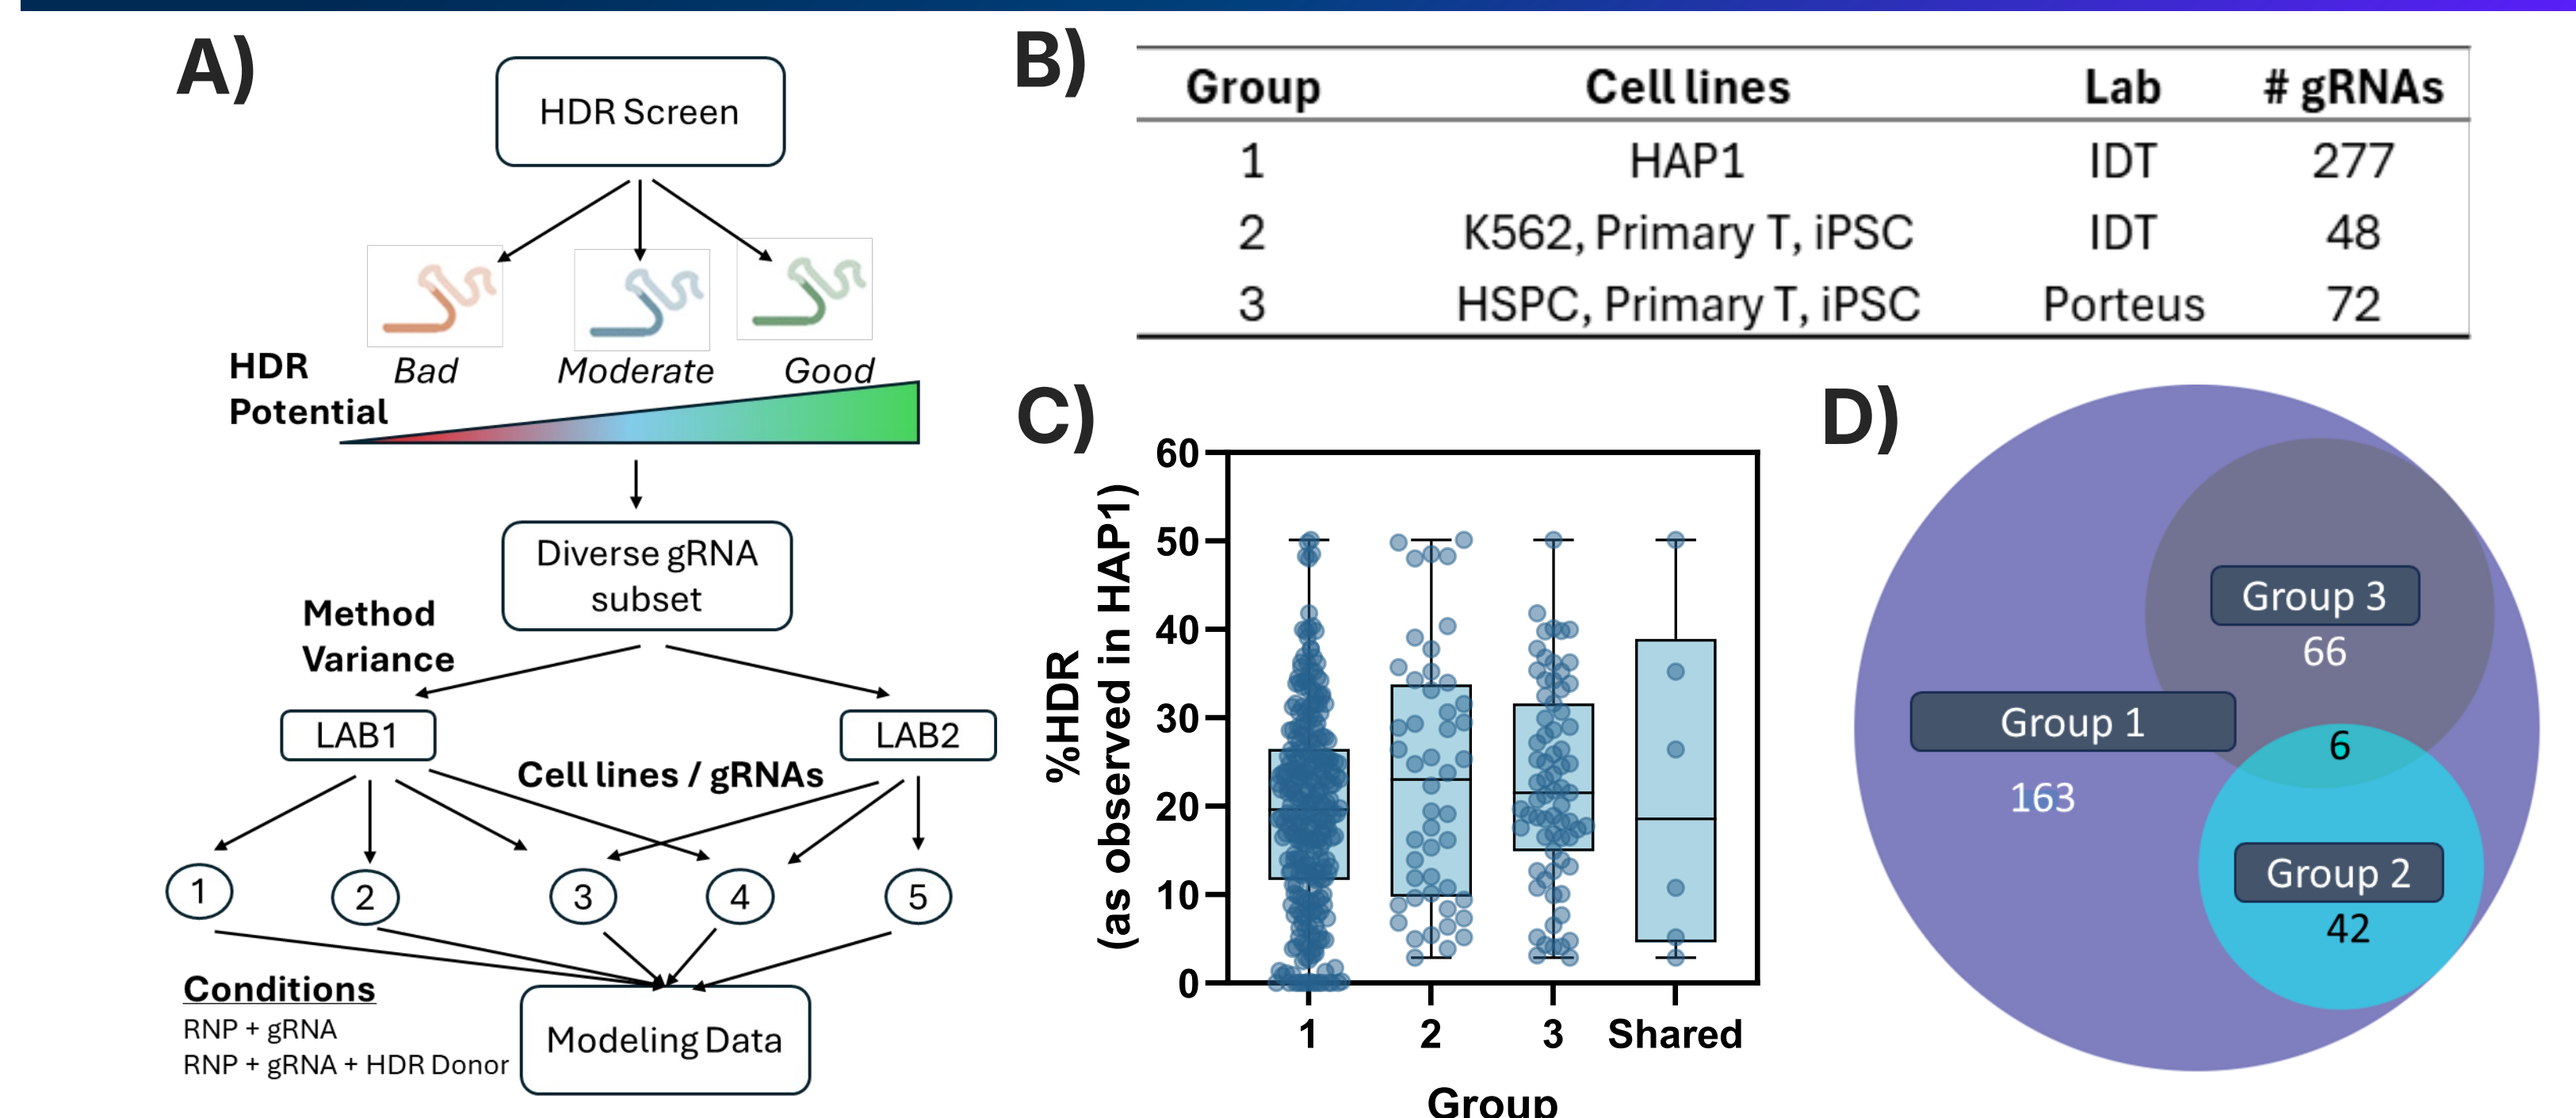 A)
HDR Screen
Bad Moderate Good
HDR
Potential
Diverse gRNA
subset
Method
Variance
LAB1
LAB2
Cell lines / gRNAs
1 2 3 4 5
Conditions
RNP + gRNA
RNP + gRNA + HDR Donor
Modeling Data
B)
Group Cell lines Lab # gRNAs
1 HAP1 IDT 277
2 K562, Primary T, iPSC IDT 48
3 HSPC, Primary T, iPSC Porteus 72
C)
%HDR
(as observed in HAP1)
60
50
40
30
20
10
0
1 2 3 Shared
Group
D)
Group 3
66
Group 1
163
6
Group 2
42